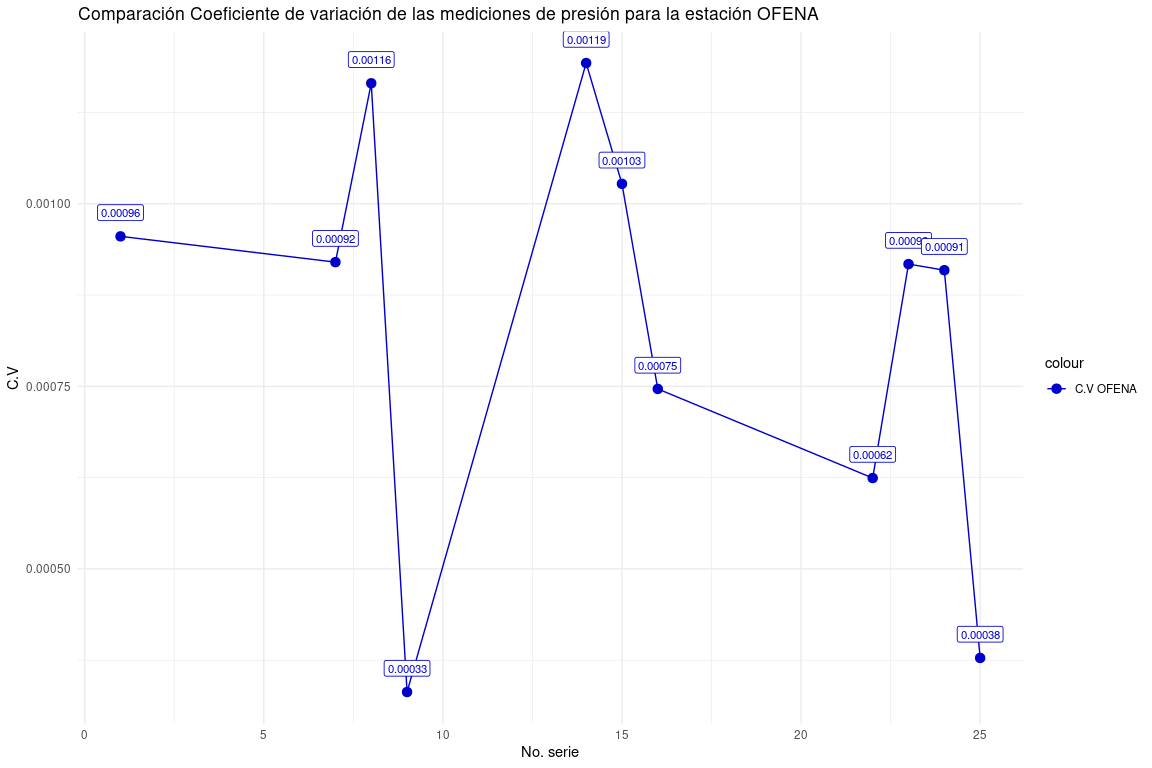 Comparación Coeficiente de variación de las mediciones de presión para la estación OFENA
0.00119
0.00116
0.00103
0.00100
0.00096
0.00092
0.00091
colour
C.V OFENA
C.V
0.00075
0.00075
0.00062
0.00050
0.00038
0.00033
0 5 10 15 20 25
No. serie